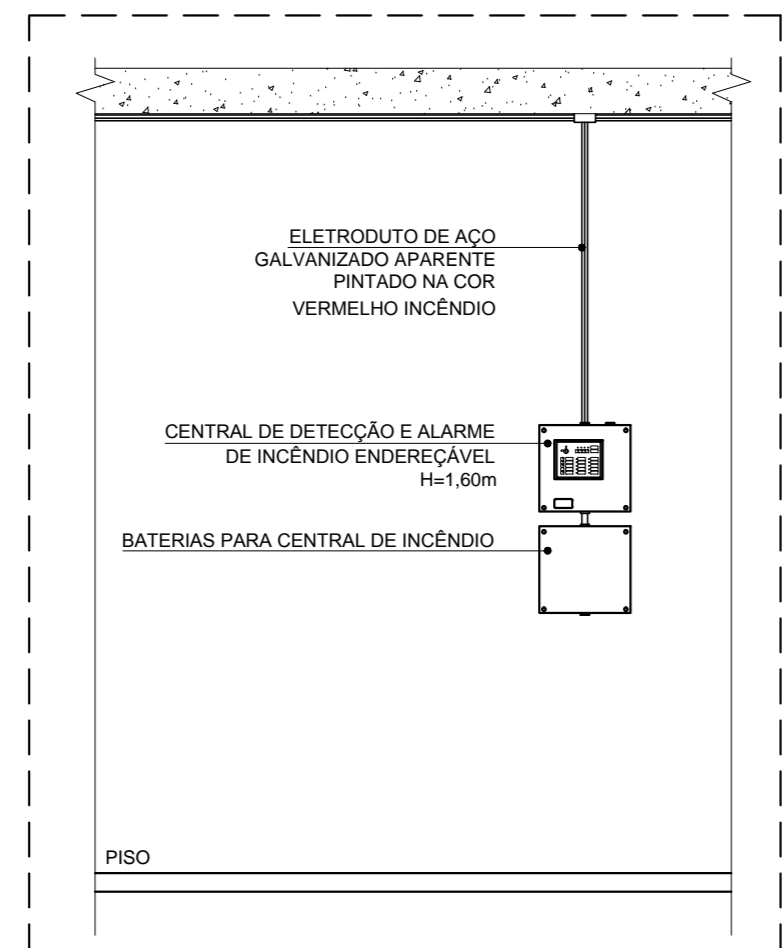 ELETRODUTO DE AÇO
GALVANIZADO APARENTE
PINTADO NA COR
VERMELHO INCÊNDIO
CENTRAL DE DETECÇÃO E ALARME
DE INCÊNDIO ENDEREÇÁVEL
H=1,60m
BATERIAS PARA CENTRAL DE INCÊNDIO
PISO